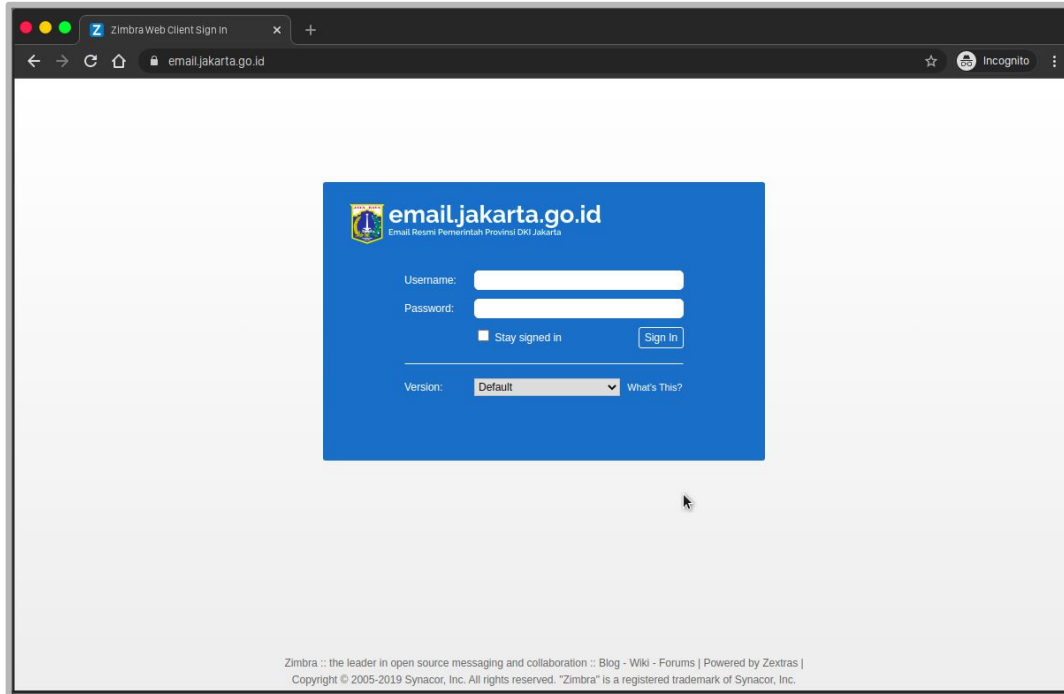 Z Zimbra Web Client Sign In
email.jakarta.go.id
Incognito
email.jakarta.go.id
Email Resmi Pemerintah Provinsi DKI Jakarta
Username:
Password:
Stay signed in Sign In
Version: Default What's This?
Zimbra :: the leader in open source messaging and collaboration :: Blog - Wiki - Forums | Powered by Zextras |
Copyright © 2005-2019 Synacor, Inc. All rights reserved. "Zimbra" is a registered trademark of Synacor, Inc.